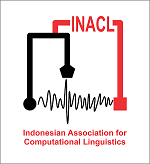 INACL
Indonesian Association for
Computational Linguistics